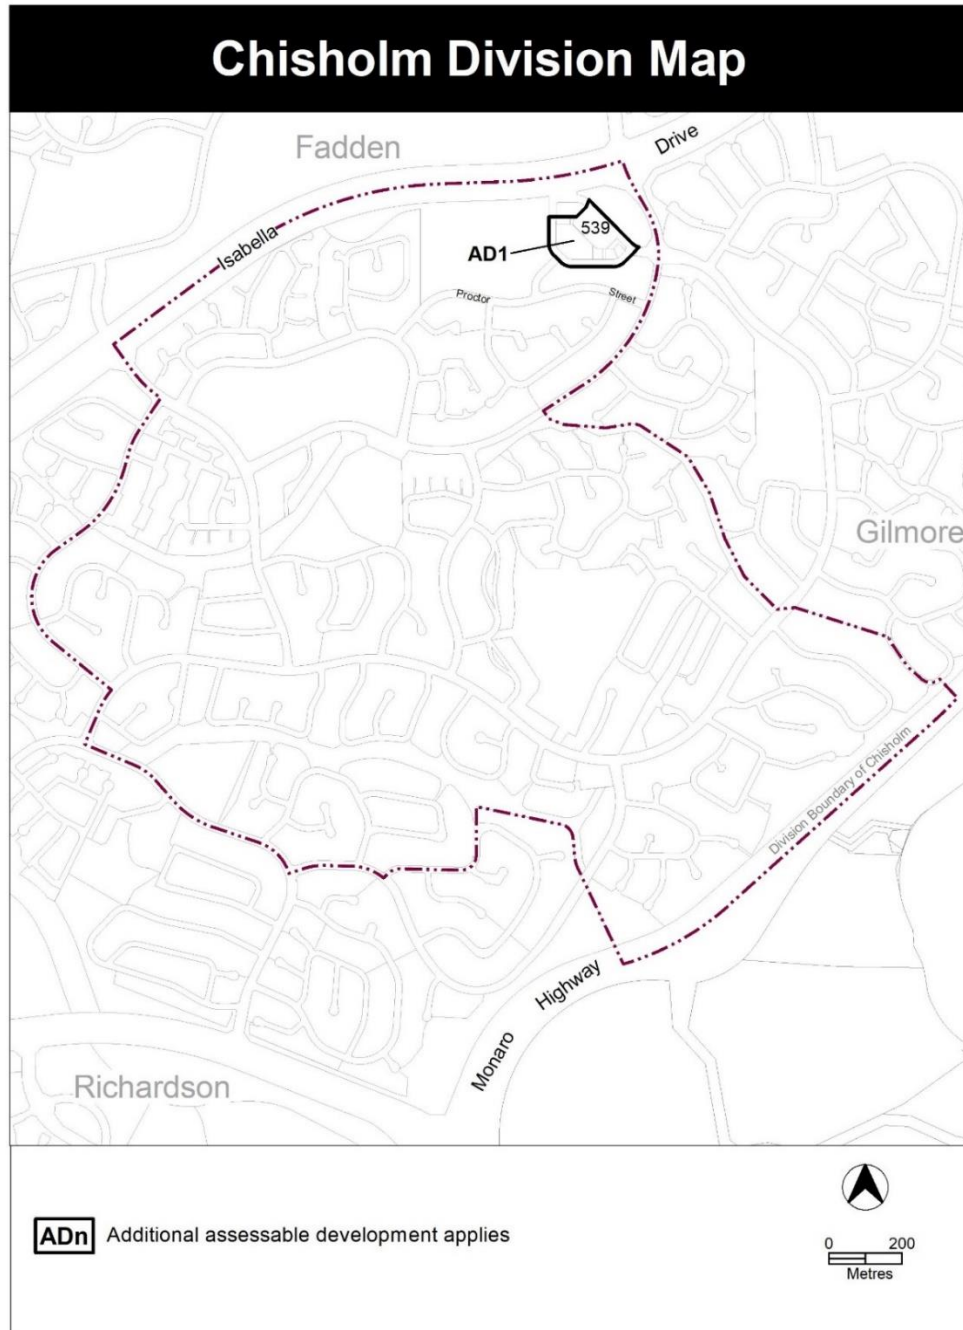 Chisholm Division Map
Fadden
Drive
Isabella
539
AD1
Proctor
Street
Gilmore
Division Boundary of Chisholm
Highway
Monaro
Richardson
ADn Additional assessable development applies
0 200
Metres